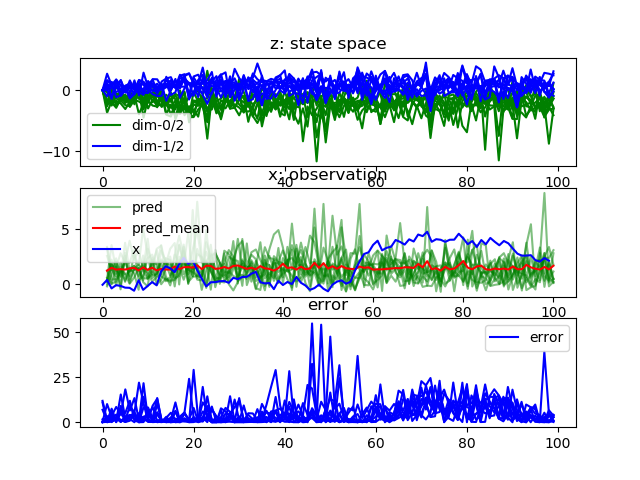 z: state space
0
−10
dim-0/2
dim-1/2
0 20 40 60 80 100
x: observation
5
0
pred
pred_mean
x
0 20 40 60 80 100
error
50
25
0
error
0 20 40 60 80 100